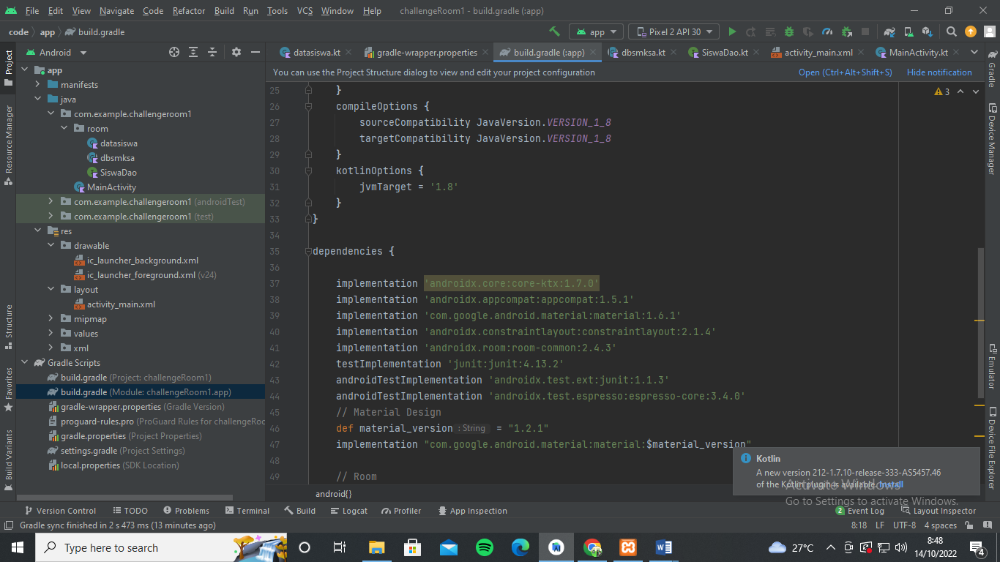 File Edit View Navigate Code Refactor Build Run Tools VCS Window Help challengeRoom1 - build.gradle (:app)
code app build.gradle app Pixel 2 API 30
Project Android
datasiswa.kt gradle-wrapper.properties build.gradle (:app) dbsmksa.kt SiswaDao.kt activity_main.xml MainActivity.kt
You can use the Project Structure dialog to view and edit your project configuration Open (Ctrl+Alt+Shift+S) Hide notification
app
manifests
java
com.example.challengeroom1
room
datasiswa
dbsmksa
SiswaDao
MainActivity
com.example.challengeroom1 (androidTest)
com.example.challengeroom1 (test)
res
drawable
ic_launcher_background.xml
ic_launcher_foreground.xml (v24)
layout
activity_main.xml
mipmap
values
xml
Gradle Scripts
build.gradle (Project: challengeRoom1)
build.gradle (Module: challengeRoom1.app)
gradle-wrapper.properties (Gradle Version)
proguard-rules.pro (ProGuard Rules for challengeRoo
gradle.properties (Project Properties)
settings.gradle (Project Settings)
local.properties (SDK Location)
Resource Manager
Structure
Favorites
Build Variants
3
25 }
26 compileOptions {
27 sourceCompatibility JavaVersion.VERSION_1_8
28 targetCompatibility JavaVersion.VERSION_1_8
29 }
30 kotlinOptions {
31 jvmTarget = '1.8'
32 }
33 }
34
35 dependencies {
36
37 implementation 'androidx.core:core-ktx:1.7.0'
38 implementation 'androidx.appcompat:appcompat:1.5.1'
39 implementation 'com.google.android.material:material:1.6.1'
40 implementation 'androidx.constraintlayout:constraintlayout:2.1.4'
41 implementation 'androidx.room:room-common:2.4.3'
42 testImplementation 'junit:junit:4.13.2'
43 androidTestImplementation 'androidx.test.ext:junit:1.1.3'
44 androidTestImplementation 'androidx.test.espresso:espresso-core:3.4.0'
45 // Material Design
46 def material_version : String = "1.2.1"
47 implementation "com.google.android.material:material:$material_version"
48
49 // Room
android{}
Gradle
Device Manager
Emulator
Device File Explorer
Kotlin
A new version 212-1.7.10-release-333-AS5457.46
of the Kotlin plugin is available. Install
Activate Windows
Go to Settings to activate Windows.
Version Control TODO Problems Terminal Build Logcat Profiler App Inspection 2 Event Log Layout Inspector
Gradle sync finished in 2 s 473 ms (13 minutes ago) 8:18 LF UTF-8 4 spaces
Type here to search 27°C 8:48
14/10/2022 4